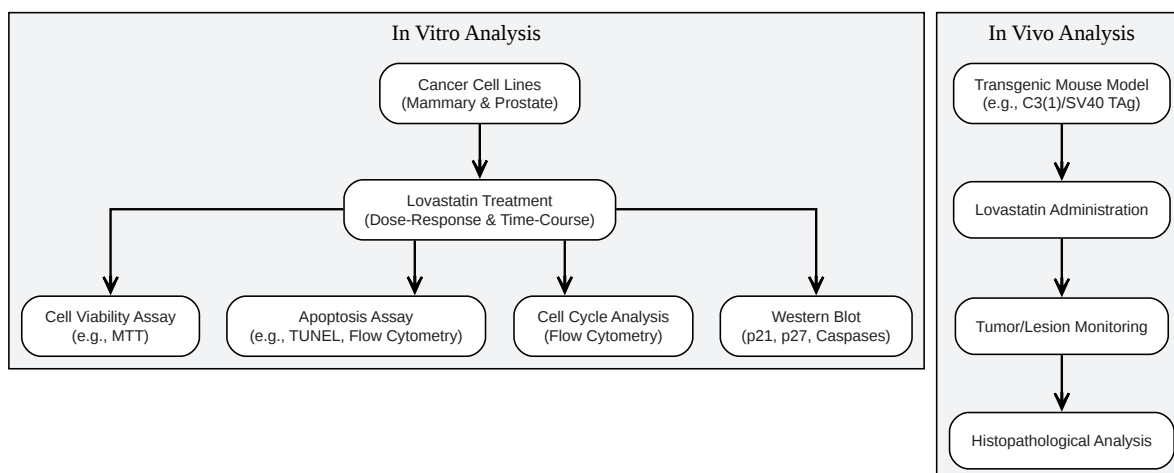 In Vitro Analysis
Cancer Cell Lines
(Mammary & Prostate)
Lovastatin Treatment
(Dose-Response & Time-Course)
Cell Viability Assay
(e.g., MTT)
Apoptosis Assay
(e.g., TUNEL, Flow Cytometry)
Cell Cycle Analysis
(Flow Cytometry)
Western Blot
(p21, p27, Caspases)
In Vivo Analysis
Transgenic Mouse Model
(e.g., C3(1)/SV40 TAg)
Lovastatin Administration
Tumor/Lesion Monitoring
Histopathological Analysis